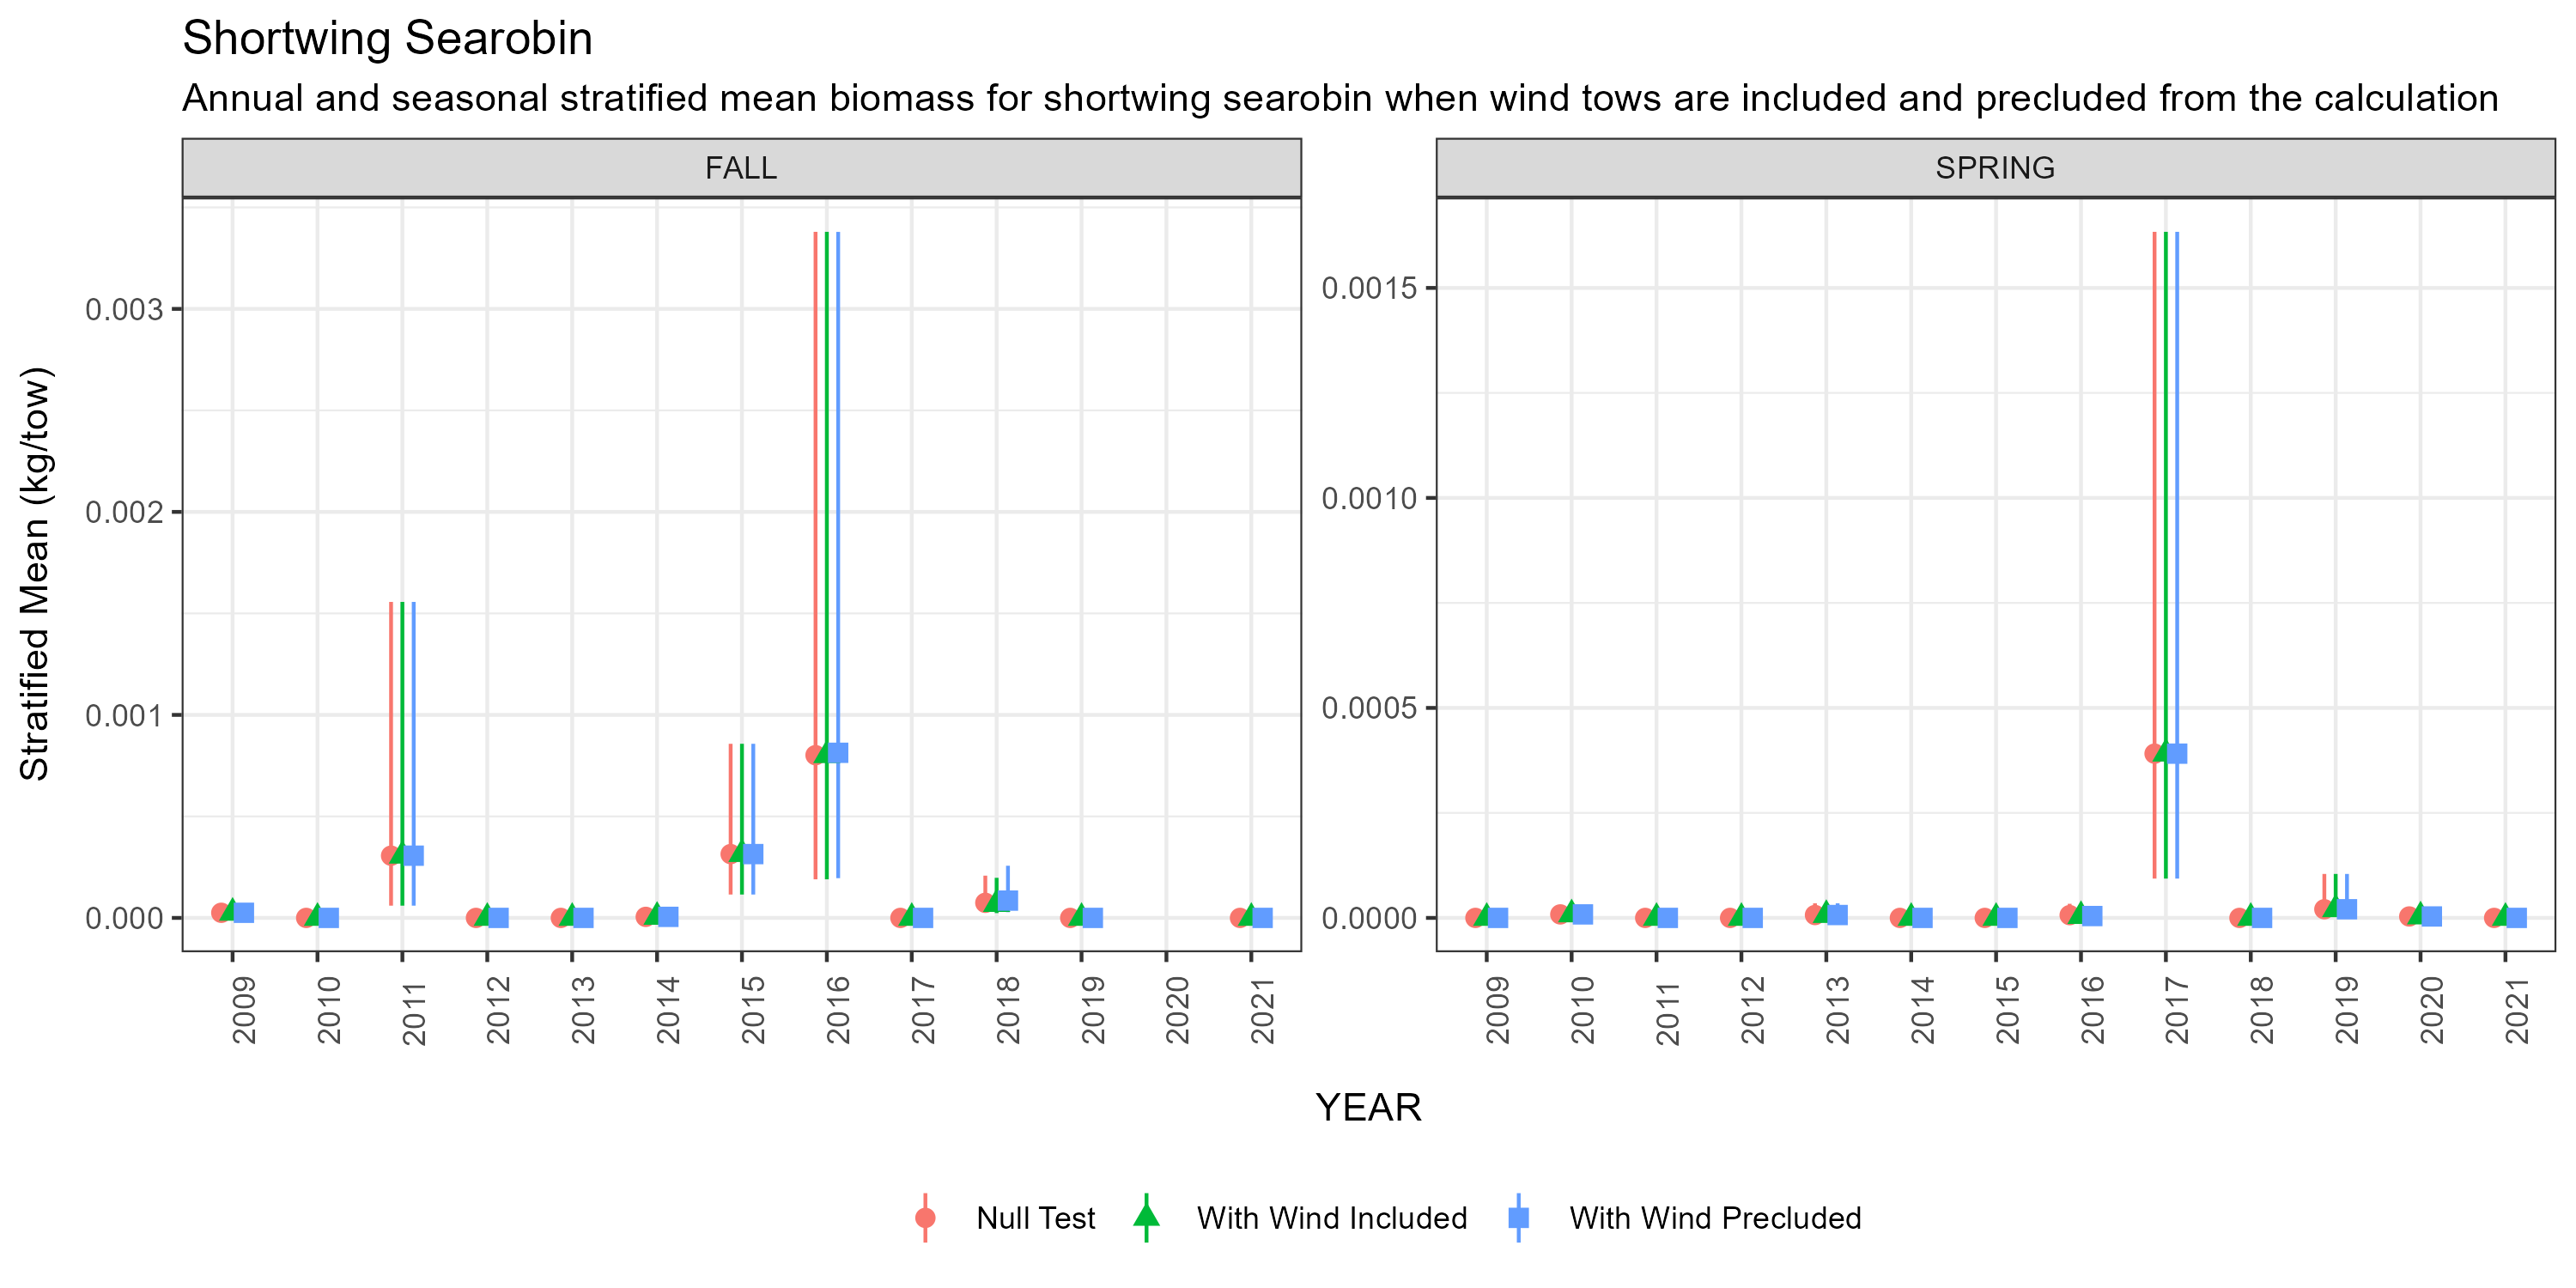 Shortwing Searobin
Annual and seasonal stratified mean biomass for shortwing searobin when wind tows are included and precluded from the calculation
FALL
SPRING
Stratified Mean (kg/tow)
0.003
0.002
0.001
0.000
0.0015
0.0010
0.0005
0.0000
2009 2010 2011 2012 2013 2014 2015 2016 2017 2018 2019 2020 2021
2009 2010 2011 2012 2013 2014 2015 2016 2017 2018 2019 2020 2021
YEAR
Null Test With Wind Included With Wind Precluded